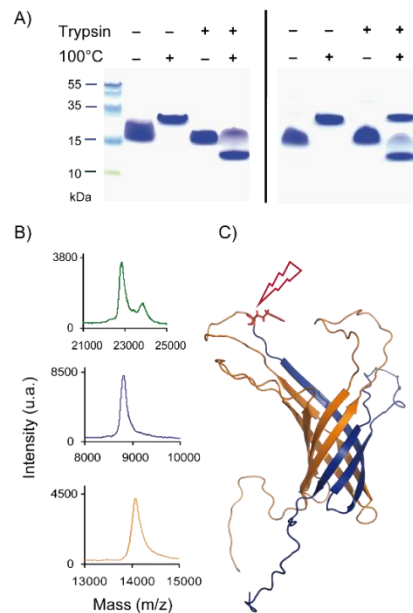 A)
Trypsin – – + + – – + +
100°C – + – + – + – +
55
35
15
10
kDa
B)
C)
3800
0
21000 23000 25000
8500
0
8000 9000 10000
4500
0
13000 14000 15000
Intensity (u.a.)
Mass (m/z)